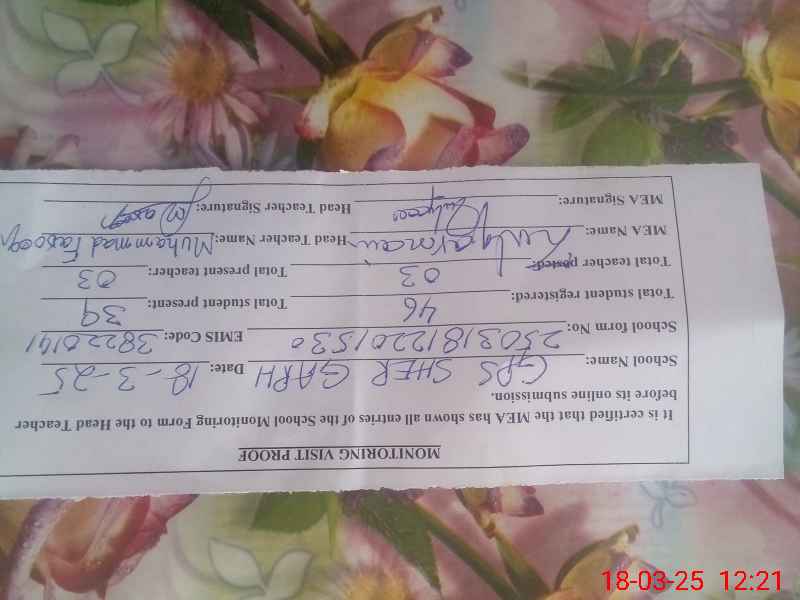 MONITORING VISIT PROOF
It is certified that the MEA has shown all entries of the School Monitoring Form to the Head Teacher
before its online submission.
School Name: GPS SHER GARH Date: 18-3-25
School form No: 25031812201530 EMIS Code: 38220141
Total student registered: 46 Total student present: 39
Total teacher posted: 03 Total present teacher: 03
MEA Name: Head Teacher Name: Muhammad Farooq
MEA Signature: Head Teacher Signature:
18-03-25 12:21